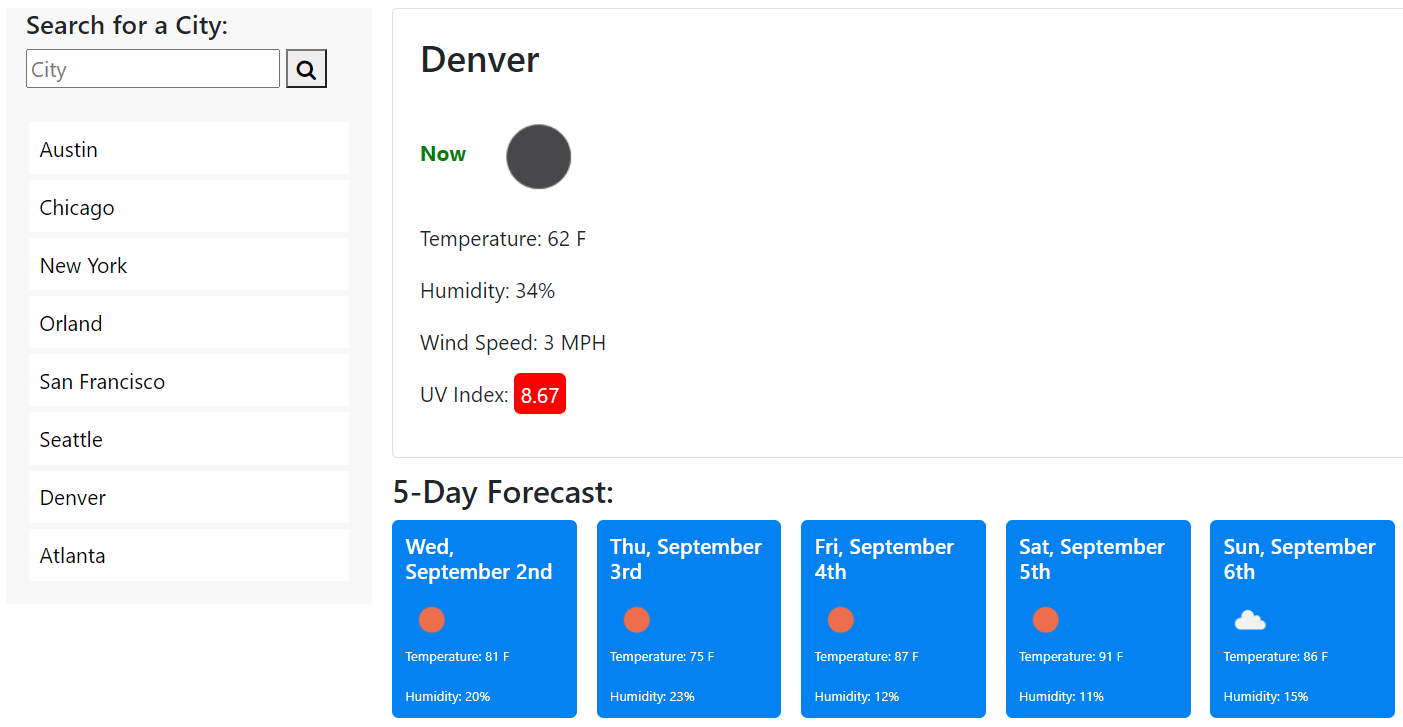 Search for a City:
City
Austin
Chicago
New York
Orland
San Francisco
Seattle
Denver
Atlanta
Denver
Now
Temperature: 62 F
Humidity: 34%
Wind Speed: 3 MPH
UV Index: 8.67
5-Day Forecast:
Wed,
September 2nd
Temperature: 81 F
Humidity: 20%
Thu, September
3rd
Temperature: 75 F
Humidity: 23%
Fri, September
4th
Temperature: 87 F
Humidity: 12%
Sat, September
5th
Temperature: 91 F
Humidity: 11%
Sun, September
6th
Temperature: 86 F
Humidity: 15%